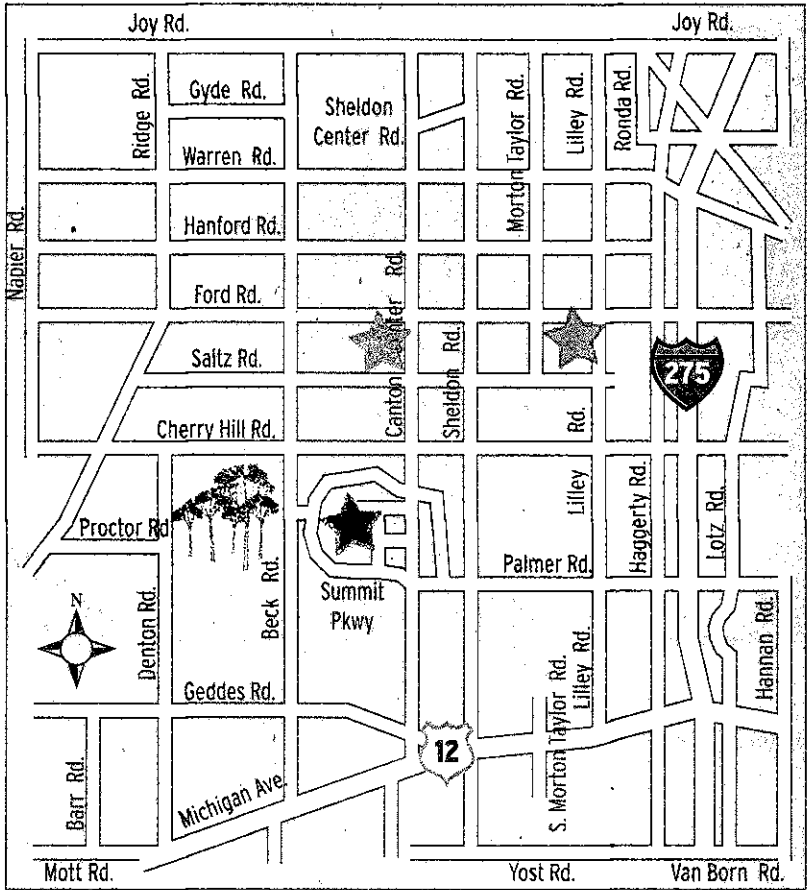 Joy Rd.
Joy Rd.
Gyde Rd.
Ridge Rd.
Sheldon
Center Rd.
Morton Taylor Rd.
Lilley Rd.
Ronda Rd.
Warren Rd.
Napier Rd.
Hanford Rd.
Ford Rd.
Canton Center Rd.
Saltz Rd.
Sheldon Rd.
275
Cherry Hill Rd.
Lilley Rd.
Haggerty Rd.
Lotz Rd.
Proctor Rd
Palmer Rd.
Beck Rd.
Summit
Pkwy
N
Denton Rd.
Hannan Rd.
Geddes Rd.
Lilley Rd.
S. Morton Taylor Rd.
12
Barr Rd.
Michigan Ave.
Mott Rd.
Yost Rd.
Van Born Rd.